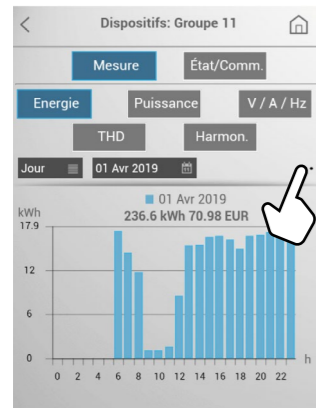 Dispositifs: Groupe 11
Mesure État/Comm.
Energie Puissance V / A / Hz
THD Harmon.
Jour 01 Avr 2019
01 Avr 2019
kWh 236.6 kWh 70.98 EUR
17.9
12
6
0 h
0 2 4 6 8 10 12 14 16 18 20 22